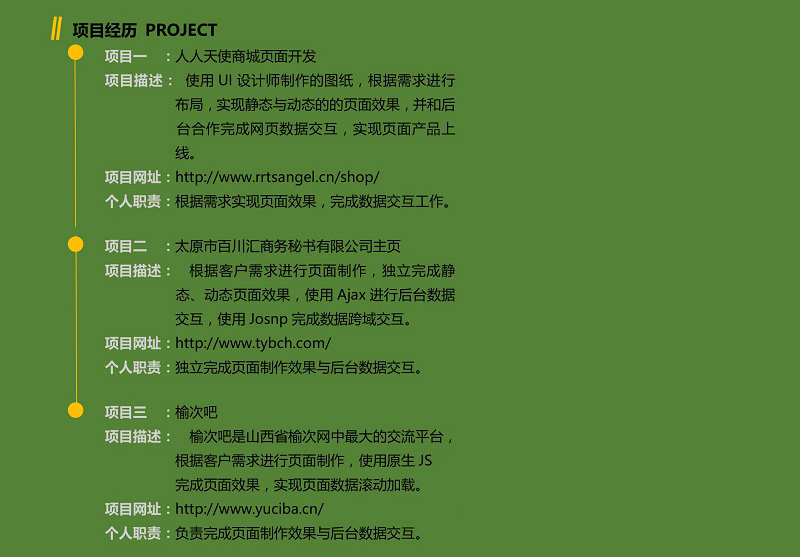 项目经历 PROJECT
项目一 ：人人天使商城页面开发
项目描述： 使用 UI 设计师制作的图纸，根据需求进行
布局，实现静态与动态的的页面效果，并和后
台合作完成网页数据交互，实现页面产品上
线。
项目网址：http://www.rrtsangel.cn/shop/
个人职责：根据需求实现页面效果，完成数据交互工作。
项目二 ：太原市百川汇商务秘书有限公司主页
项目描述： 根据客户需求进行页面制作，独立完成静
态、动态页面效果，使用 Ajax 进行后台数据
交互，使用 Josnp 完成数据跨域交互。
项目网址：http://www.tybch.com/
个人职责：独立完成页面制作效果与后台数据交互。
项目三 ：榆次吧
项目描述： 榆次吧是山西省榆次网中最大的交流平台，
根据客户需求进行页面制作，使用原生 JS
完成页面效果，实现页面数据滚动加载。
项目网址：http://www.yuciba.cn/
个人职责：负责完成页面制作效果与后台数据交互。